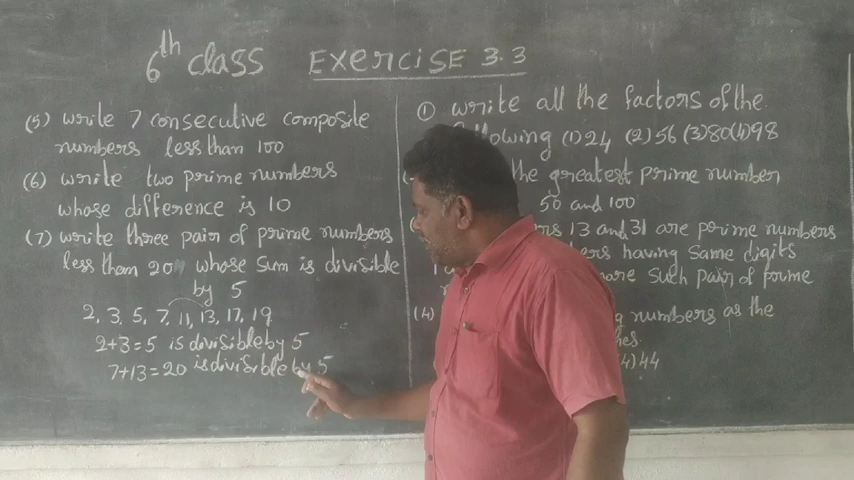 6th class EXERCISE 3.3
(5) write 7 consecutive composite
numbers less than 100
(6) write two prime numbers
whose difference is 10
(7) write three pair of prime numbers
less than 20 whose sum is divisible
by 5
2, 3, 5, 7, 11, 13, 17, 19
2+3=5 is divisible by 5
7+13=20 is divisible by 5
① write all the factors of the
following (1) 24 (2) 56 (3) 80 (4) 98
the greatest prime number
50 and 100
13 and 31 are prime numbers
having same digits
such pair of prime
(4) numbers as the
44